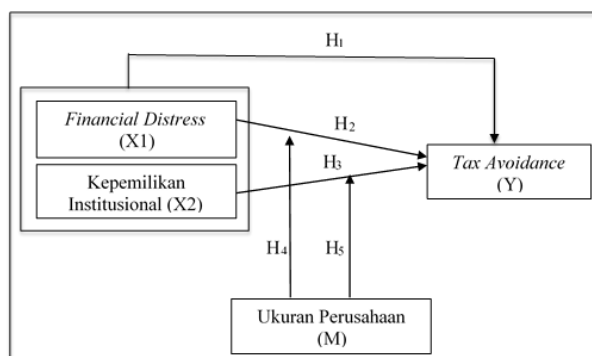 H1
Financial Distress
(X1)
H2
Kepemilikan
Institusional (X2)
H3
Tax Avoidance
(Y)
H4
H5
Ukuran Perusahaan
(M)